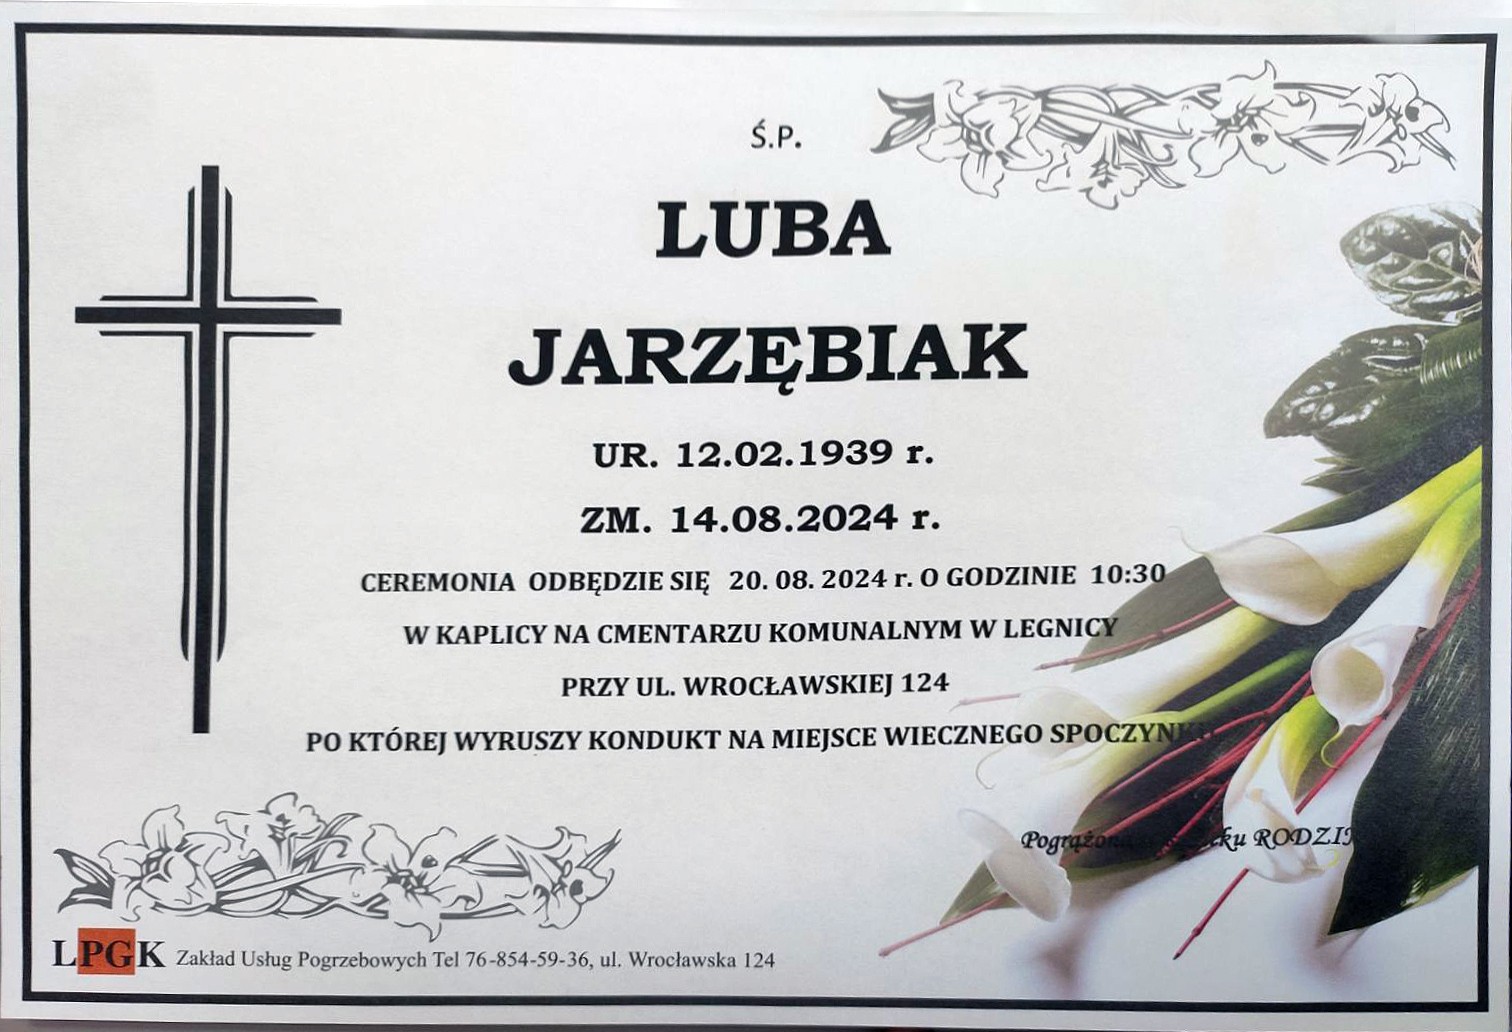 Ś.P.
LUBA
JARZĘBIAK
UR. 12.02.1939 r.
ZM. 14.08.2024 r.
CEREMONIA ODBĘDZIE SIĘ 20. 08. 2024 r. O GODZINIE 10:30
W KAPLICY NA CMENTARZU KOMUNALNYM W LEGNICY
PRZY UL. WROCŁAWSKIEJ 124
PO KTÓREJ WYRUSZY KONDUKT NA MIEJSCE WIECZNEGO SPOCZYNKU
Pogrążona
LPGK Zakład Usług Pogrzebowych Tel 76-854-59-36, ul. Wrocławska 124